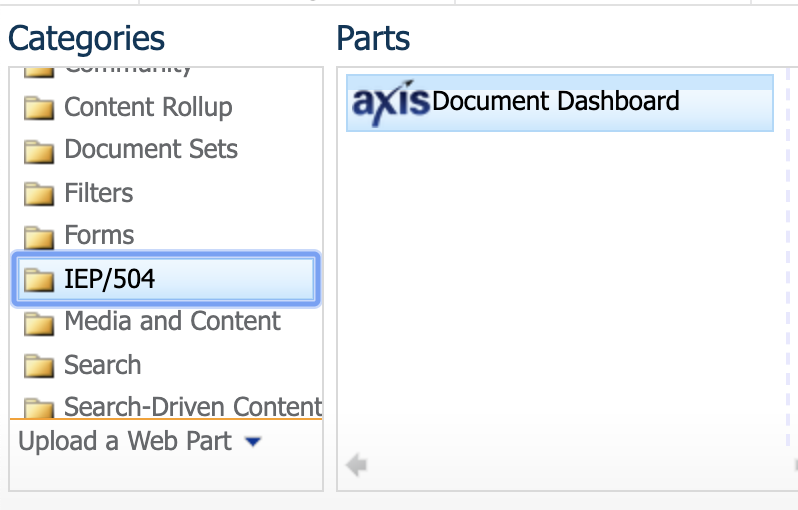 Categories
Community
Content Rollup
Document Sets
Filters
Forms
IEP/504
Media and Content
Search
Search-Driven Content
Upload a Web Part
Parts
axis Document Dashboard